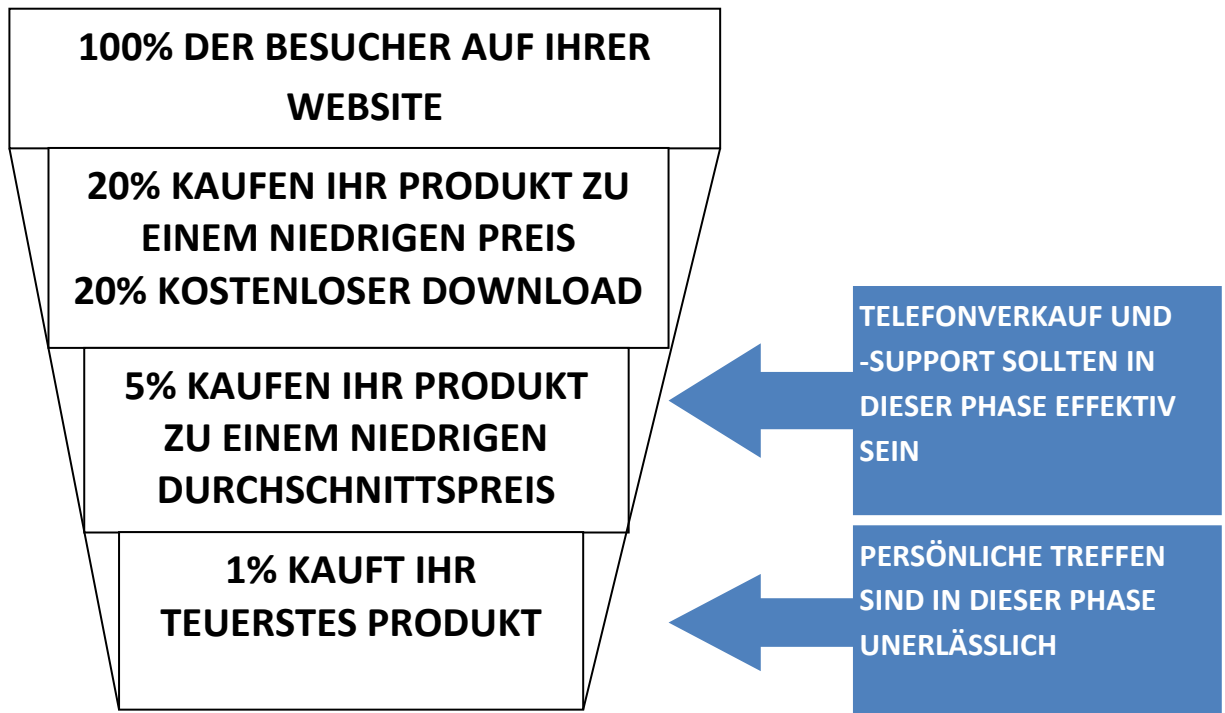 100% DER BESUCHER AUF IHRER
WEBSITE
20% KAUFEN IHR PRODUKT ZU
EINEM NIEDRIGEN PREIS
20% KOSTENLOSER DOWNLOAD
5% KAUFEN IHR PRODUKT
ZU EINEM NIEDRIGEN
DURCHSCHNITTSPREIS
TELEFONVERKAUF UND
-SUPPORT SOLLTEN IN
DIESER PHASE EFFEKTIV
SEIN
1% KAUFT IHR
TEUERSTES PRODUKT
PERSÖNLICHE TREFFEN
SIND IN DIESER PHASE
UNERLÄSSLICH